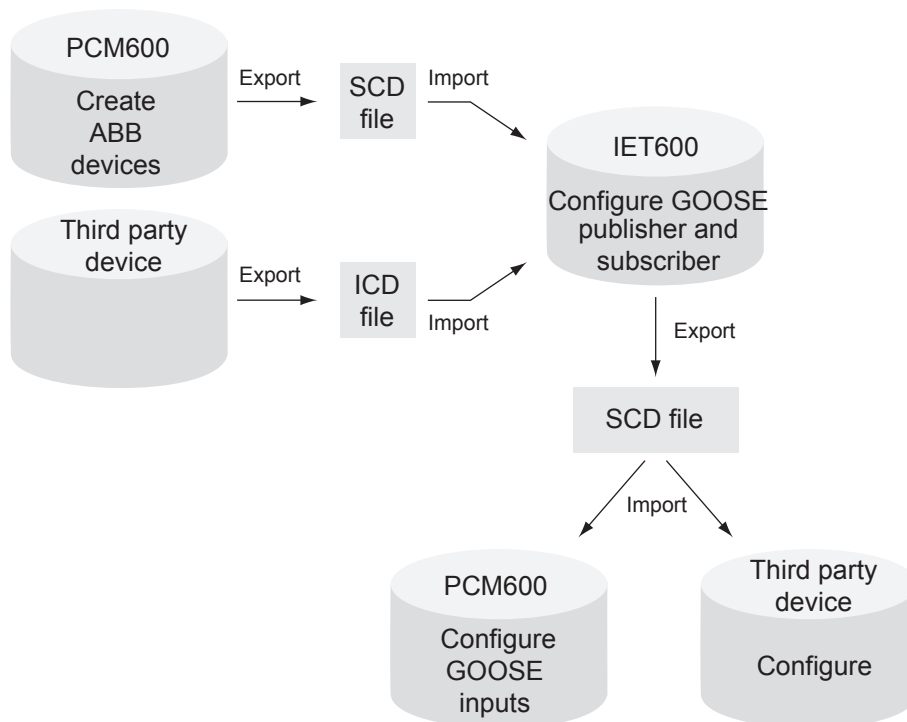 PCM600
Create
ABB
devices
Export
SCD
file
Import
Third party
device
Export
ICD
file
Import
IET600
Configure GOOSE
publisher and
subscriber
Export
SCD file
Import
PCM600
Configure
GOOSE
inputs
Third party
device
Configure